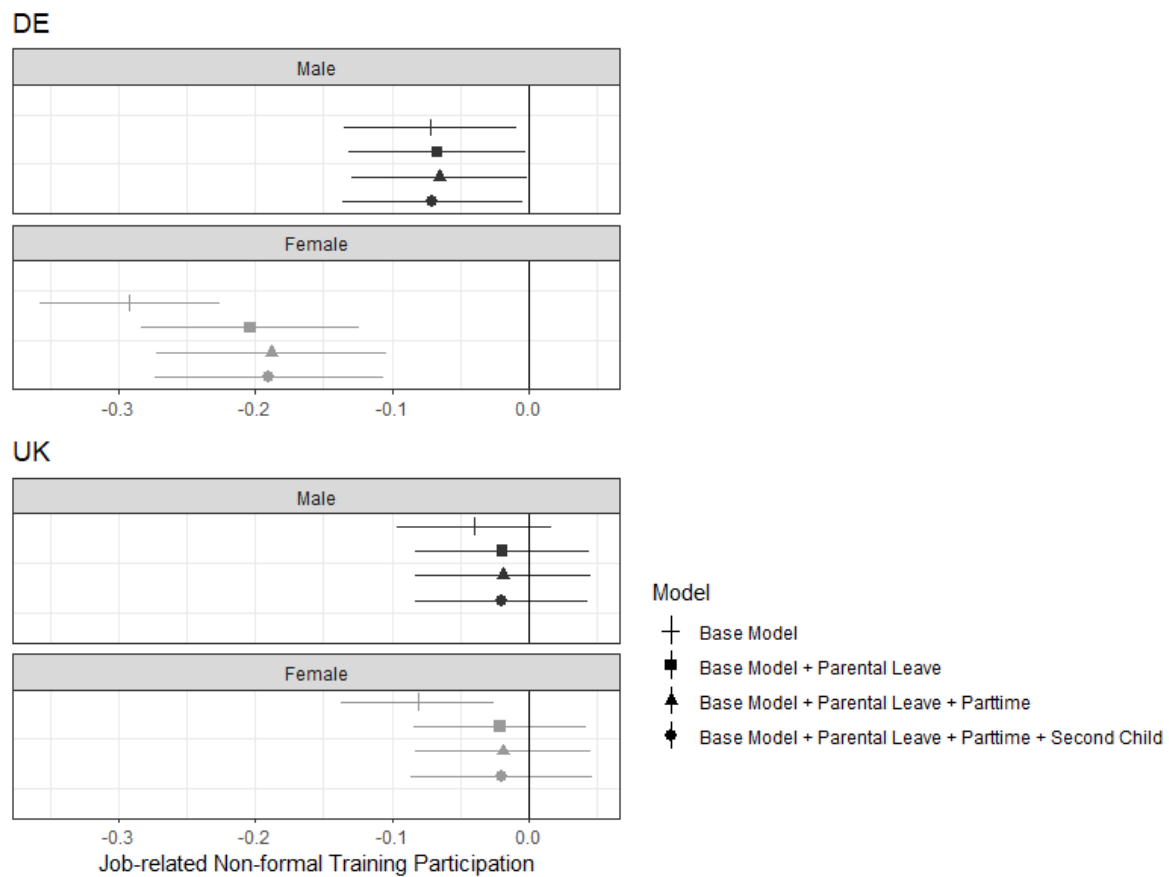 DE
Male
Female
-0.3 -0.2 -0.1 0.0
UK
Male
Female
-0.3 -0.2 -0.1 0.0
Job-related Non-formal Training Participation
Model
Base Model
Base Model + Parental Leave
Base Model + Parental Leave + Parttime
Base Model + Parental Leave + Parttime + Second Child